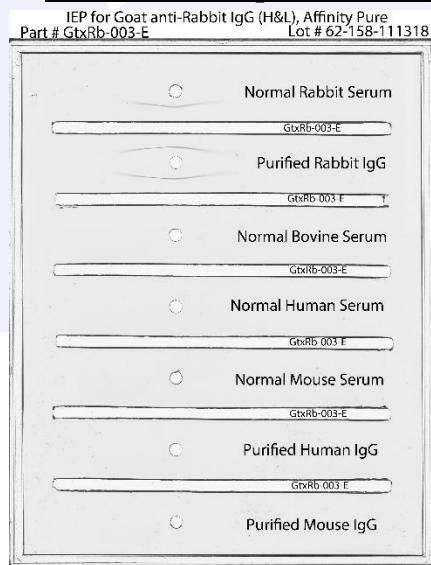 IEP for Goat anti-Rabbit IgG (H&L), Affinity Pure
Part # GtxRb-003-E Lot # 62-158-111318
Normal Rabbit Serum
GtxRb-003-E
Purified Rabbit IgG
GtxRb-003-E
Normal Bovine Serum
GtxRb-003-E
Normal Human Serum
GtxRb-003-E
Normal Mouse Serum
GtxRb-003-E
Purified Human IgG
GtxRb-003-E
Purified Mouse IgG